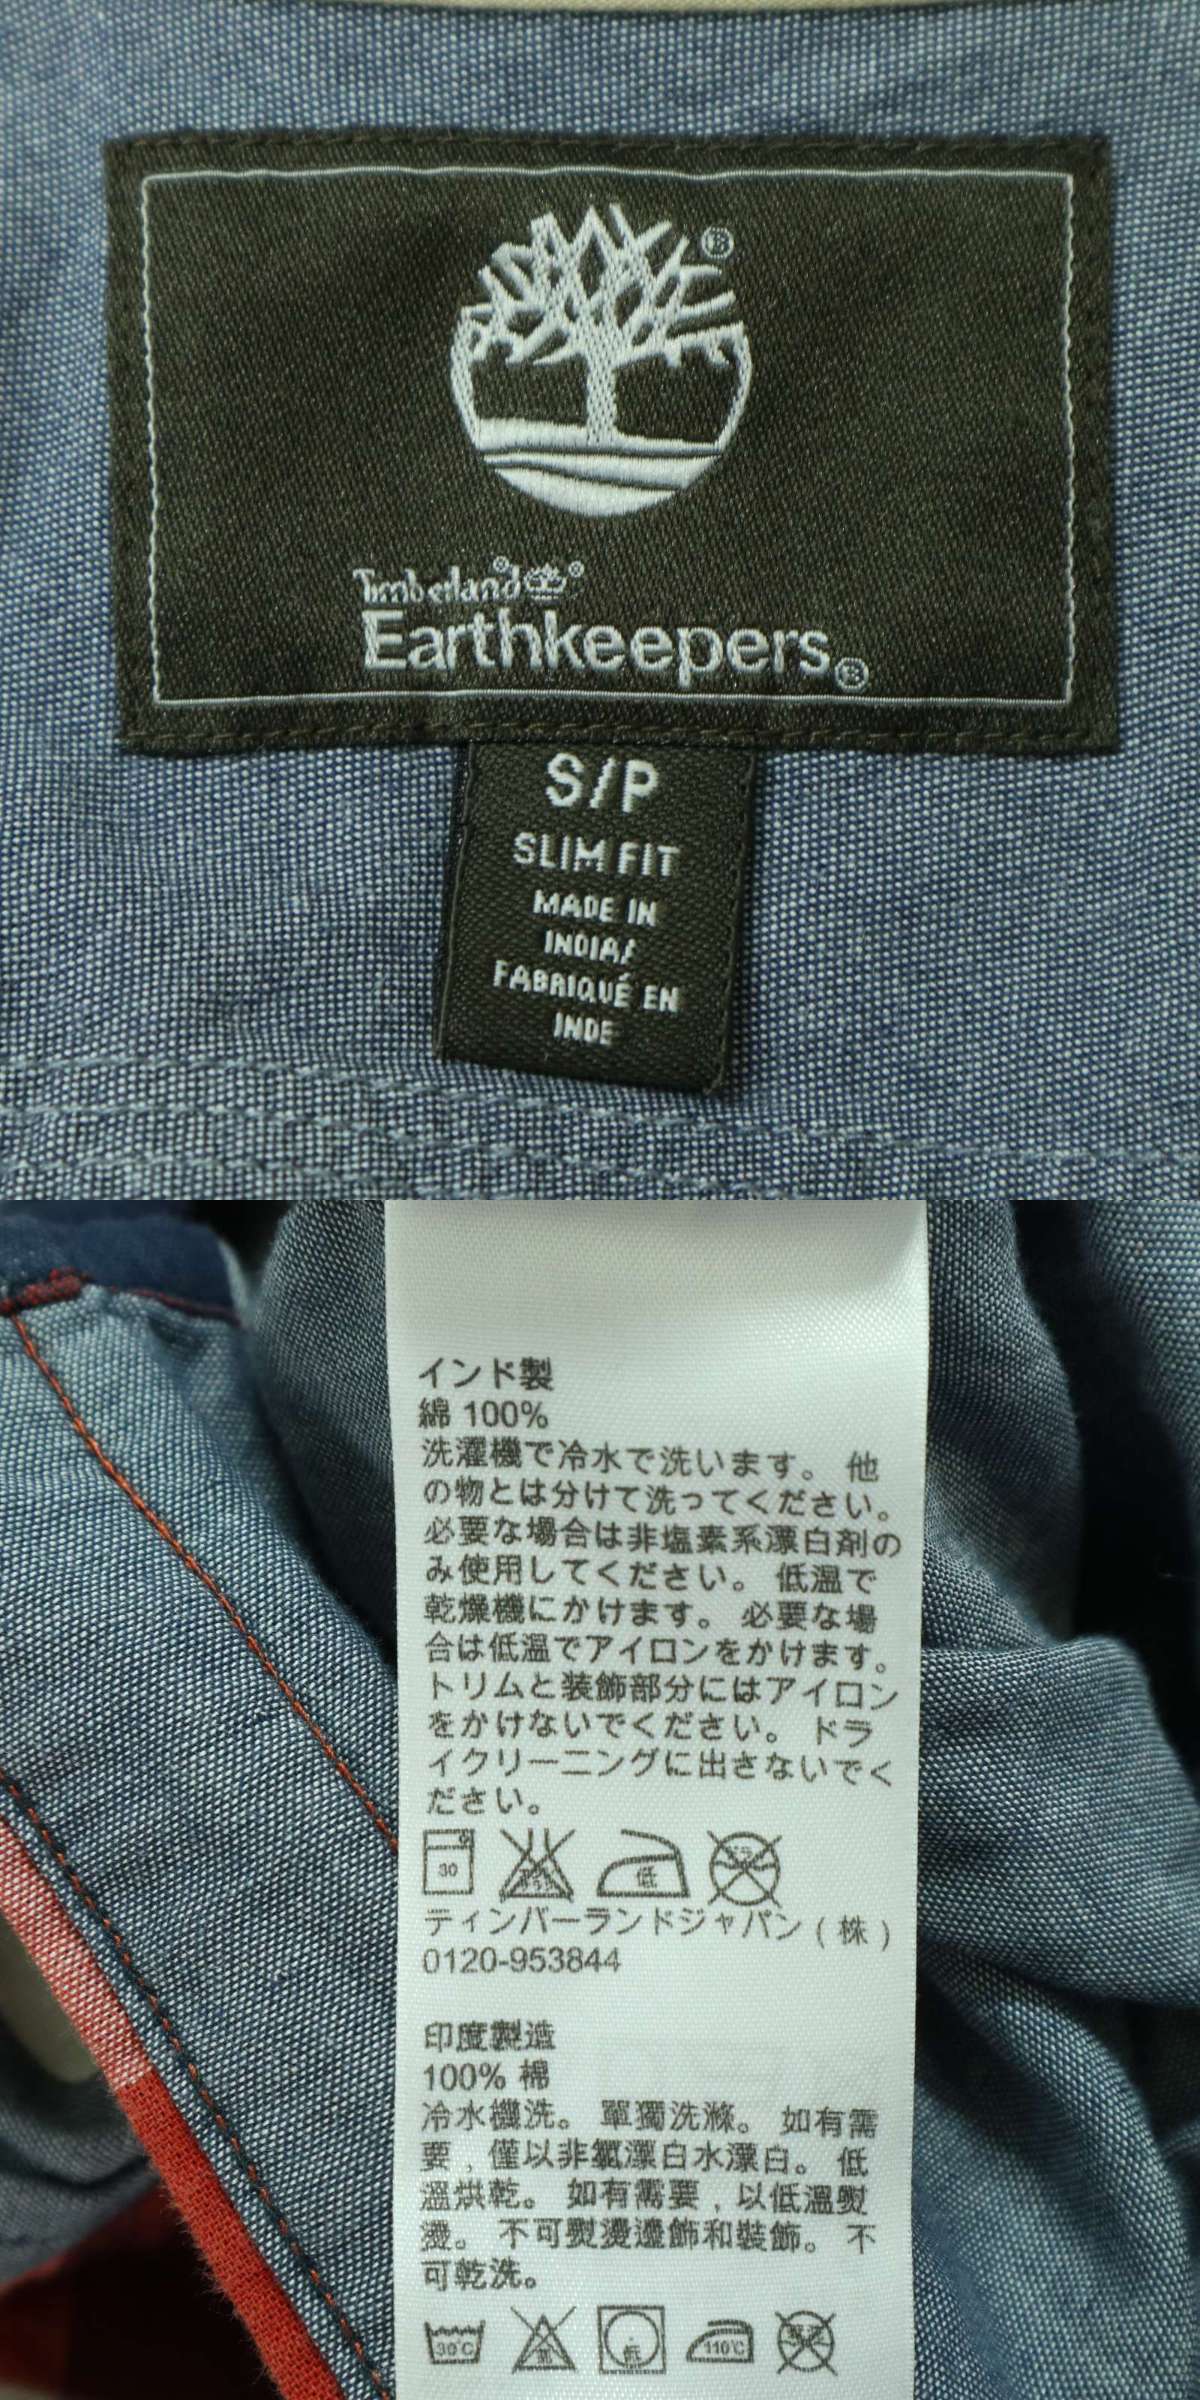 Timberland
Earthkeepers®
S/P
SLIM FIT
MADE IN
INDIA/
FABRIQUÉ EN
INDE
インド製
綿 100%
洗濯機で冷水で洗います。 他
の物とは分けて洗ってください。
必要な場合は非塩素系漂白剤の
み使用してください。 低温で
乾燥機にかけます。 必要な場
合は低温でアイロンをかけます。
トリムと装飾部分にはアイロン
をかけないでください。 ドラ
イクリーニングに出さないでく
ださい。
30
低
ティンバーランドジャパン ( 株 )
0120-953844
印度製造
100% 棉
冷水機洗。 單獨洗滌。 如有需
要 , 僅以非氯漂白水漂白。 低
溫烘乾。 如有需要 , 以低溫熨
燙。 不可熨燙邊飾和裝飾。 不
可乾洗。
30°C
低
110°C